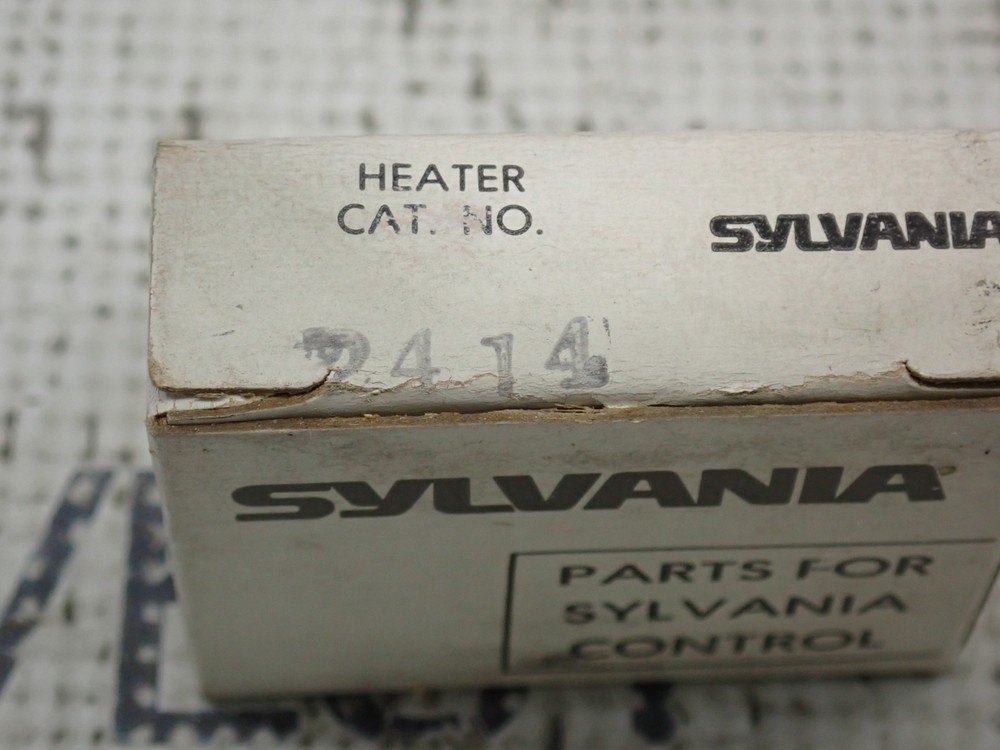 HEATER
CAT. NO.
SYLVANIA
2414
SYLVANIA
PARTS FOR
SYLVANIA
CONTROL